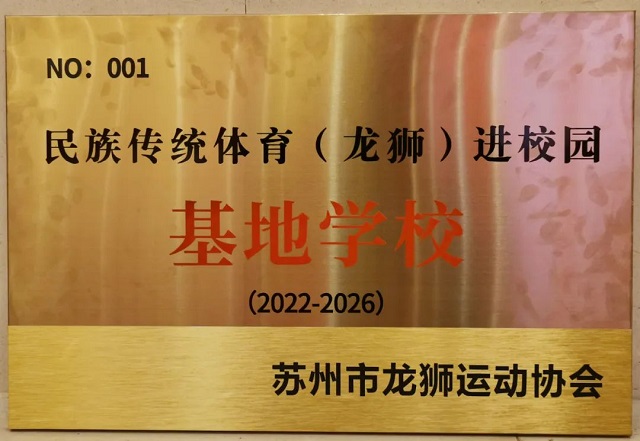 NO：001
民族传统体育（龙狮）进校园
基地学校
（2022-2026）
苏州市龙狮运动协会